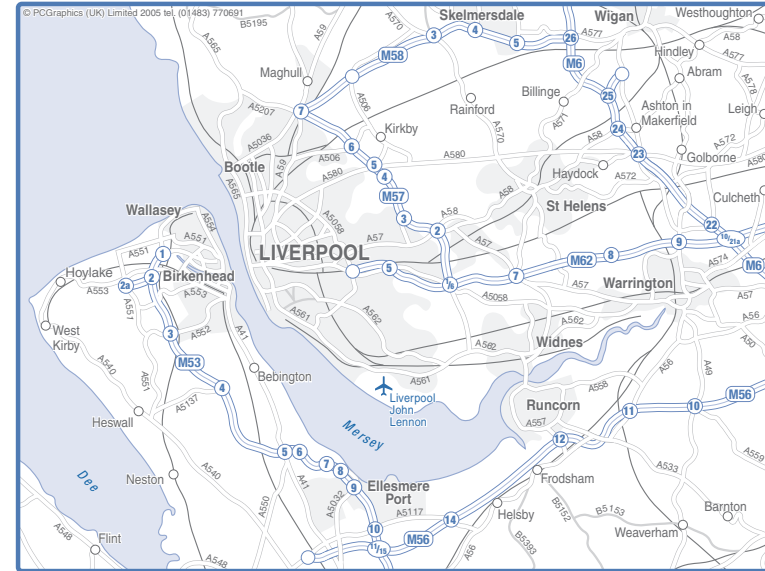 © PCGraphics (UK) Limited 2005 tel. (01483) 770691
B5195
A59
A570
Skelmersdale
Wigan
Westhoughton
A565
3
4
5
26
A577
A58
Hindley
A577
M58
M6
Maghull
Abram
A578
A506
Rainford
Billinge
25
Ashton in
Makerfield
Leigh
A5207
7
A570
A571
A5036
Kirkby
24
A58
A572
6
23
Bootle
A59
A506
5
A580
Golborne
A580
A580
4
Haydock
A572
A565
M57
A58
Culcheth
St Helens
Wallasey
A554
A5058
3
A58
22
A551
A57
2
A57
10/21a
1
A551
LIVERPOOL
M62
8
9
A574
M6
Hoylake
2a
2
Birkenhead
5
7
A553
A553
⅐
A57
Warrington
A57
A551
A5058
A561
A562
A562
A56
West
Kirby
3
A552
A41
A562
Widnes
A50
A540
M53
A561
A56
A49
A551
Bebington
Liverpool
John
Lennon
A558
M56
4
A5137
Runcorn
11
10
Heswall
A557
Mersey
12
5
6
A559
7
8
A533
Dee
Neston
A540
A41
9
Ellesmere
Port
Frodsham
A550
A5032
B5152
B5153
Barnton
A5117
Helsby
10
14
A548
Flint
M56
Weaverham
11/15
A548
A56
B5393